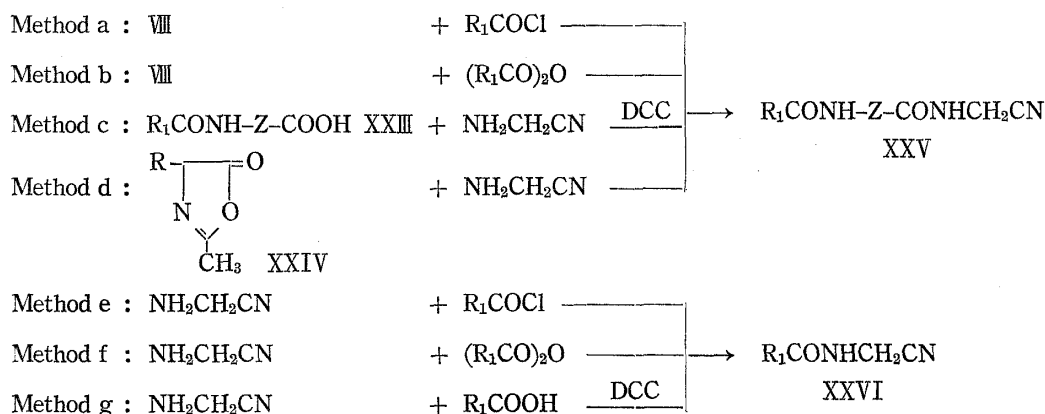 Method a : Ⅷ + R₁COCl
Method b : Ⅷ + (R₁CO)₂O
Method c : R₁CONH–Z–COOH XXIII + NH₂CH₂CN DCC → R₁CONH–Z–CONHCH₂CN
XXV
R– =O
Method d : N O + NH₂CH₂CN
CH₃ XXIV
Method e : NH₂CH₂CN + R₁COCl
Method f : NH₂CH₂CN + (R₁CO)₂O → R₁CONHCH₂CN
XXVI
Method g : NH₂CH₂CN + R₁COOH DCC